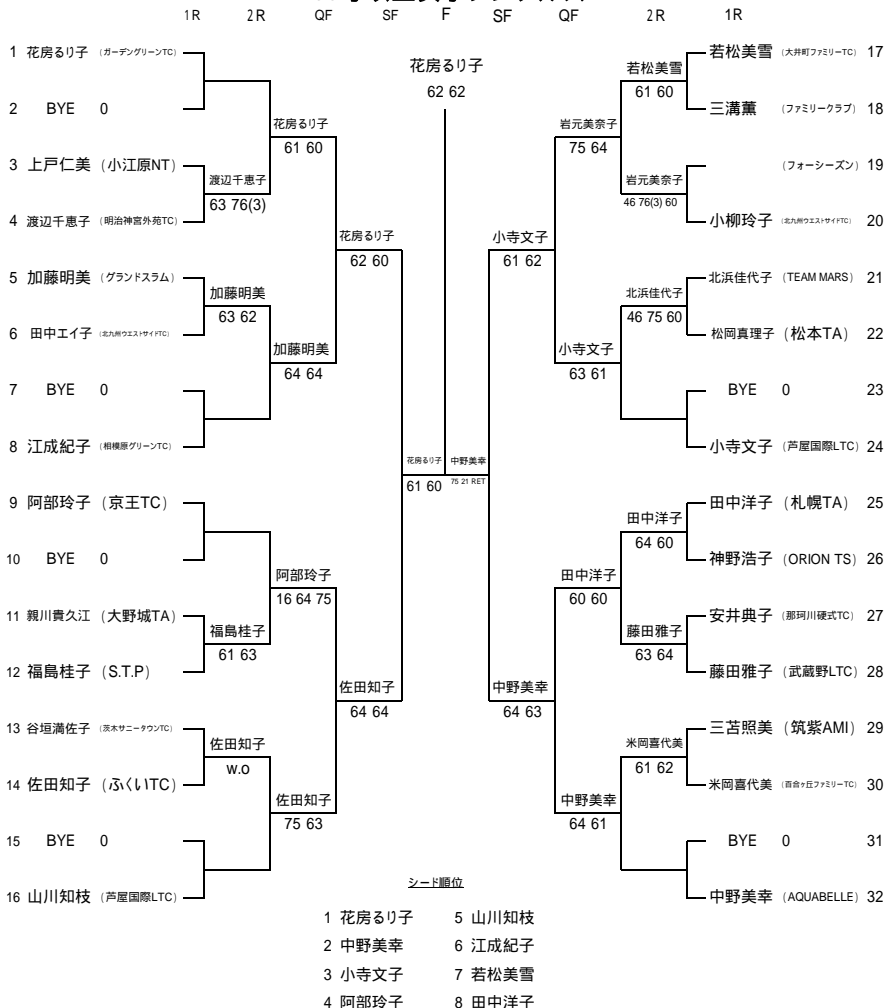 1R 2R QF SF F SF QF 2R 1R
花房るり子
62 62
1 花房るり子 (ガーデングリーンTC)
2 BYE 0
3 上戸仁美 (小江原NT)
4 渡辺千恵子 (明治神宮外苑TC)
5 加藤明美 (グランドスラム)
6 田中エイ子 (北九州ウエストサイドTC)
7 BYE 0
8 江成紀子 (相模原グリーンTC)
9 阿部玲子 (京王TC)
10 BYE 0
11 親川貴久江 (大野城TA)
12 福島桂子 (S.T.P)
13 谷垣満佐子 (茨木サニータウンTC)
14 佐田知子 (ふくいTC)
15 BYE 0
16 山川知枝 (芦屋国際LTC)
渡辺千恵子
63 76(3)
加藤明美
63 62
福島桂子
61 63
佐田知子
w.o
花房るり子
61 60
加藤明美
64 64
阿部玲子
16 64 75
佐田知子
75 63
花房るり子
62 60
佐田知子
64 64
花房るり子
61 60
中野美幸
75 21 RET
小寺文子
61 62
中野美幸
64 63
岩元美奈子
75 64
小寺文子
63 61
田中洋子
60 60
中野美幸
64 61
若松美雪
61 60
岩元美奈子
46 76(3) 60
北浜佳代子
46 75 60
田中洋子
64 60
藤田雅子
63 64
米岡喜代美
61 62
若松美雪 (大井町ファミリーTC) 17
三溝薫 (ファミリークラブ) 18
(フォーシーズン) 19
小柳玲子 (北九州ウエストサイドTC) 20
北浜佳代子 (TEAM MARS) 21
松岡真理子 (松本TA) 22
BYE 0 23
小寺文子 (芦屋国際LTC) 24
田中洋子 (札幌TA) 25
神野浩子 (ORION TS) 26
安井典子 (那珂川硬式TC) 27
藤田雅子 (武蔵野LTC) 28
三苫照美 (筑紫AMI) 29
米岡喜代美 (百合ヶ丘ファミリーTC) 30
BYE 0 31
中野美幸 (AQUABELLE) 32
シード順位
1 花房るり子 5 山川知枝
2 中野美幸 6 江成紀子
3 小寺文子 7 若松美雪
4 阿部玲子 8 田中洋子